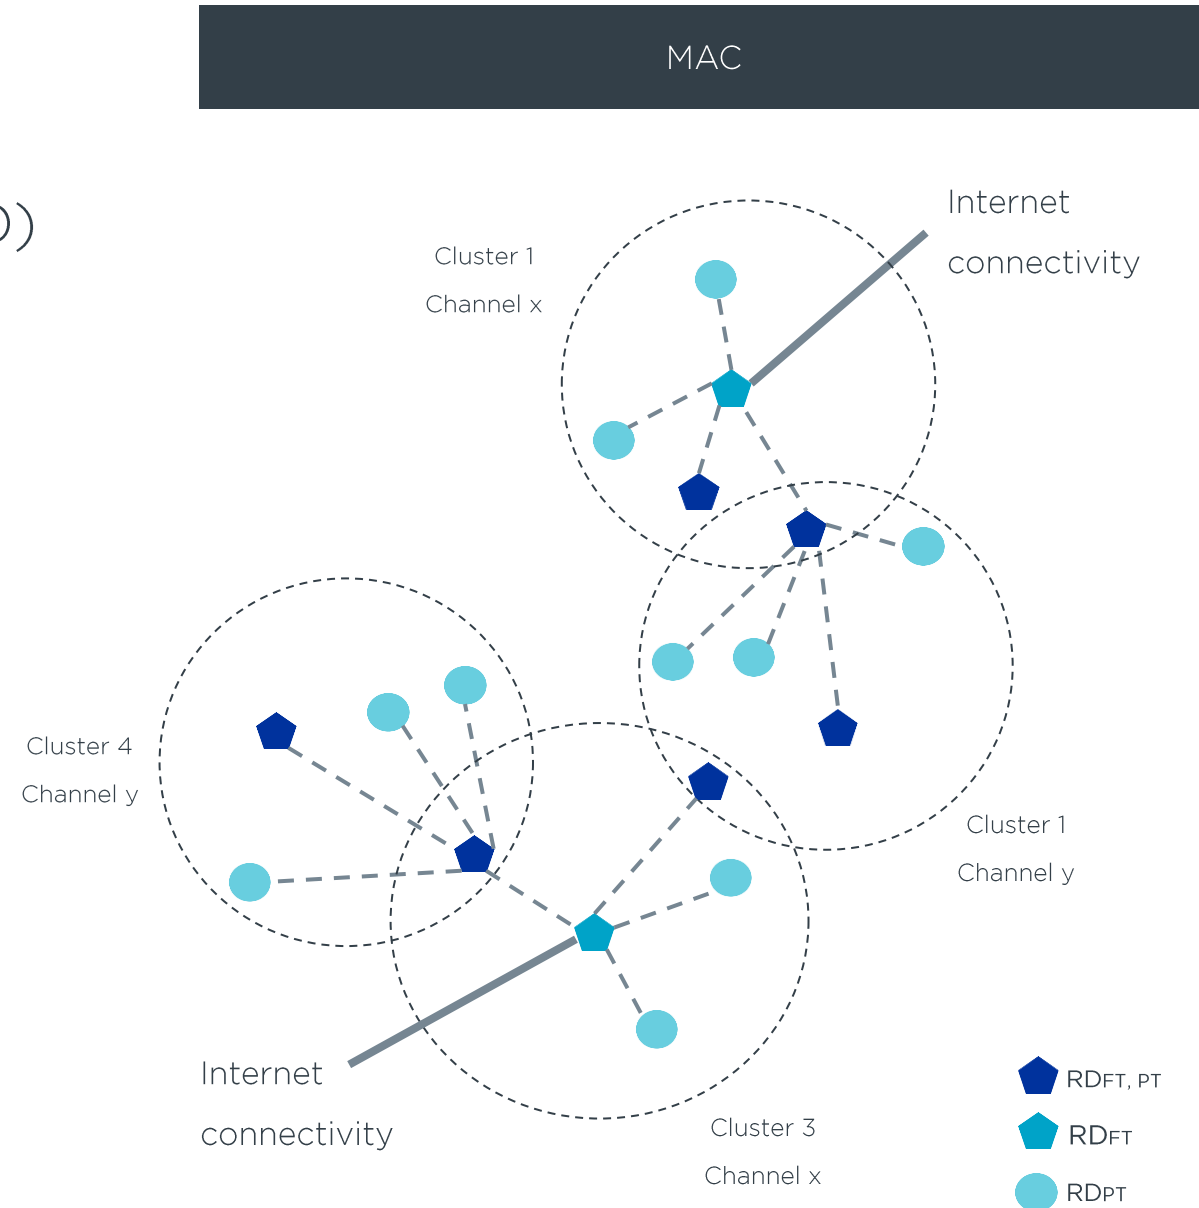 MAC
Internet
connectivity
Cluster 1
Channel x
Cluster 4
Channel y
Cluster 1
Channel y
Internet
connectivity
Cluster 3
Channel x
RDFT, PT
RDFT
RDPT